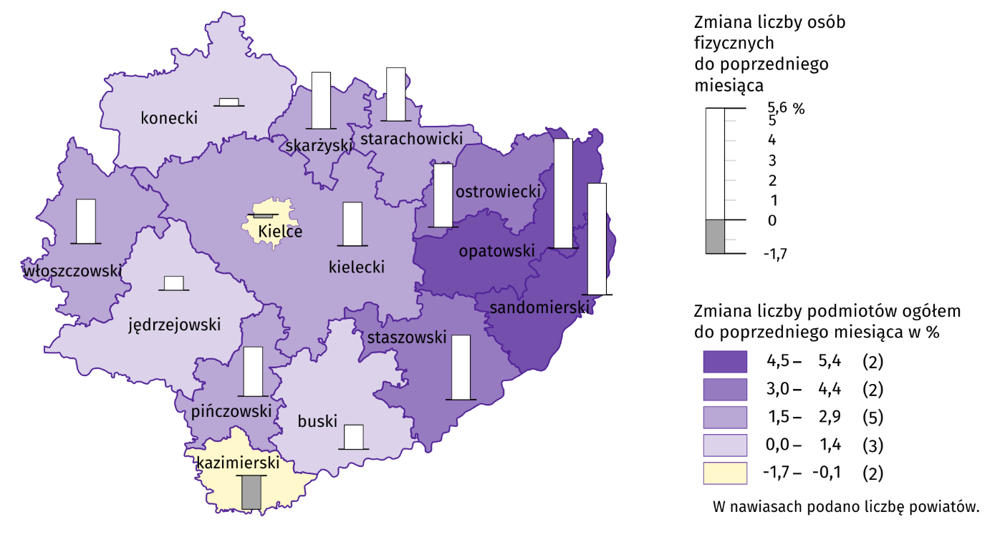 konecki
skarżyski
starachowicki
ostrowiecki
Kielce
opatowski
włoszczowski
kielecki
sandomierski
jędrzejowski
staszowski
pińczowski
buski
kazimierski
Zmiana liczby osób
fizycznych
do poprzedniego
miesiąca
5,6 %
5
4
3
2
1
0
-1,7
Zmiana liczby podmiotów ogółem
do poprzedniego miesiąca w %
4,5 – 5,4 (2)
3,0 – 4,4 (2)
1,5 – 2,9 (5)
0,0 – 1,4 (3)
-1,7 – -0,1 (2)
W nawiasach podano liczbę powiatów.